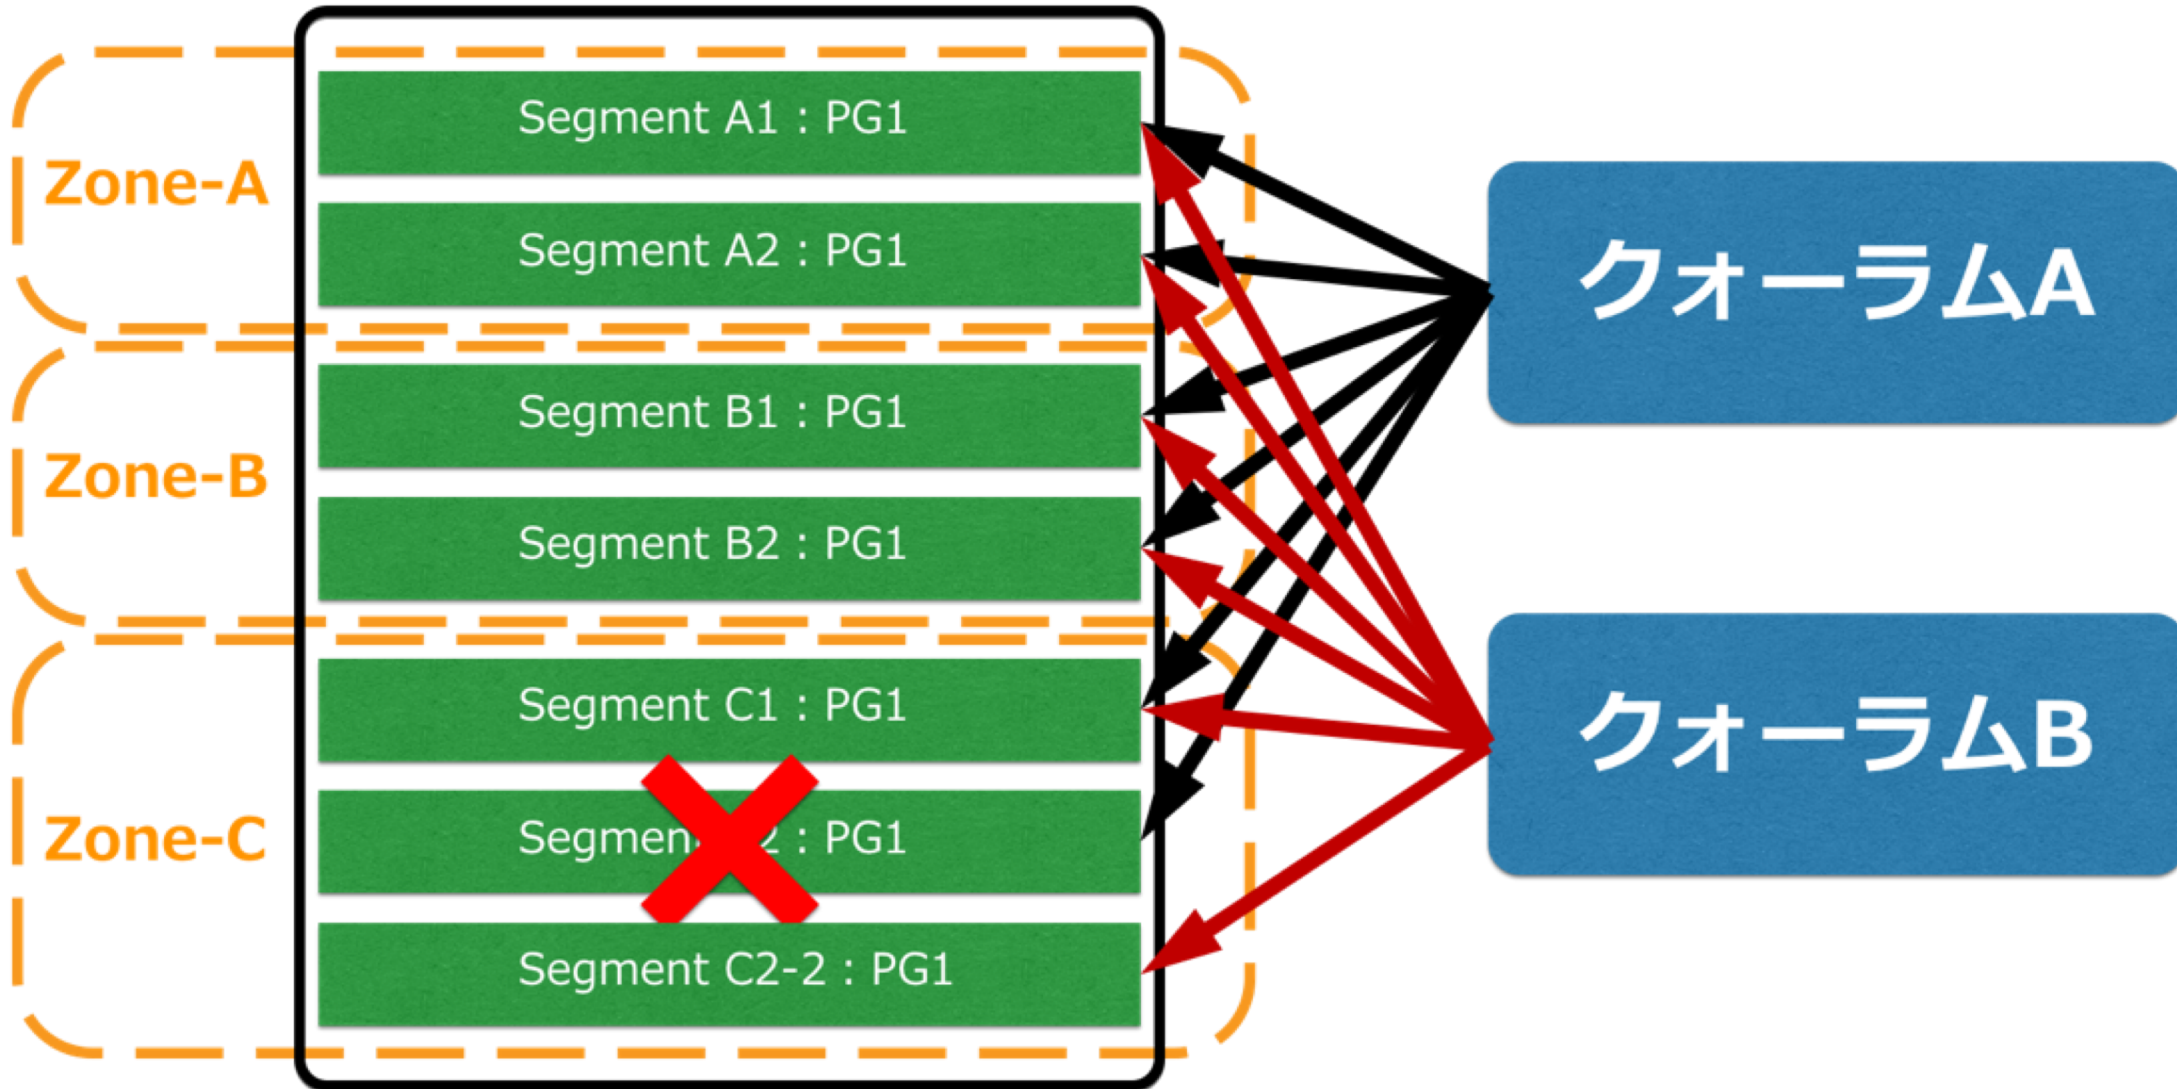 Zone-A
Segment A1 : PG1
Segment A2 : PG1
Zone-B
Segment B1 : PG1
Segment B2 : PG1
Zone-C
Segment C1 : PG1
: PG1
Segment C2-2 : PG1
クォーラムA
クォーラムB